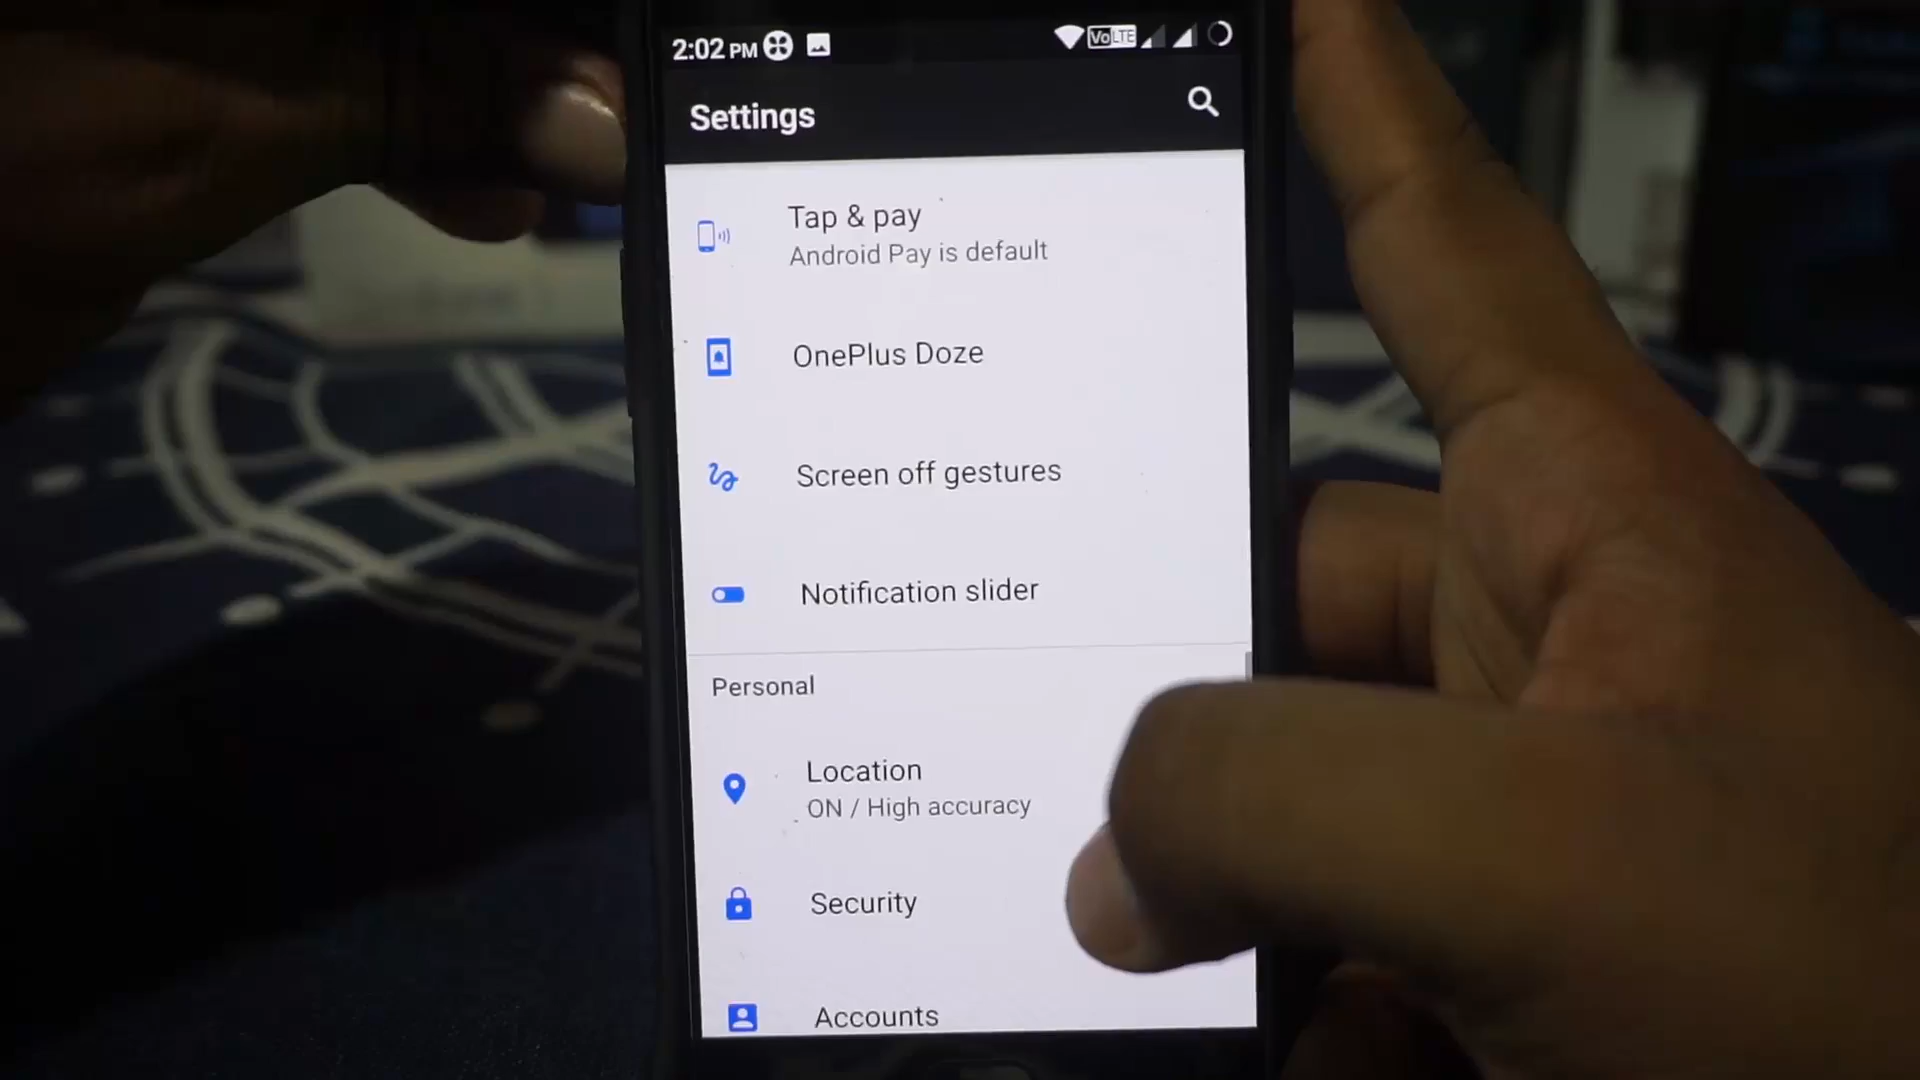 2:02 PM
VoLTE
Settings
Tap & pay
Android Pay is default
OnePlus Doze
Screen off gestures
Notification slider
Personal
Location
ON / High accuracy
Security
Accounts